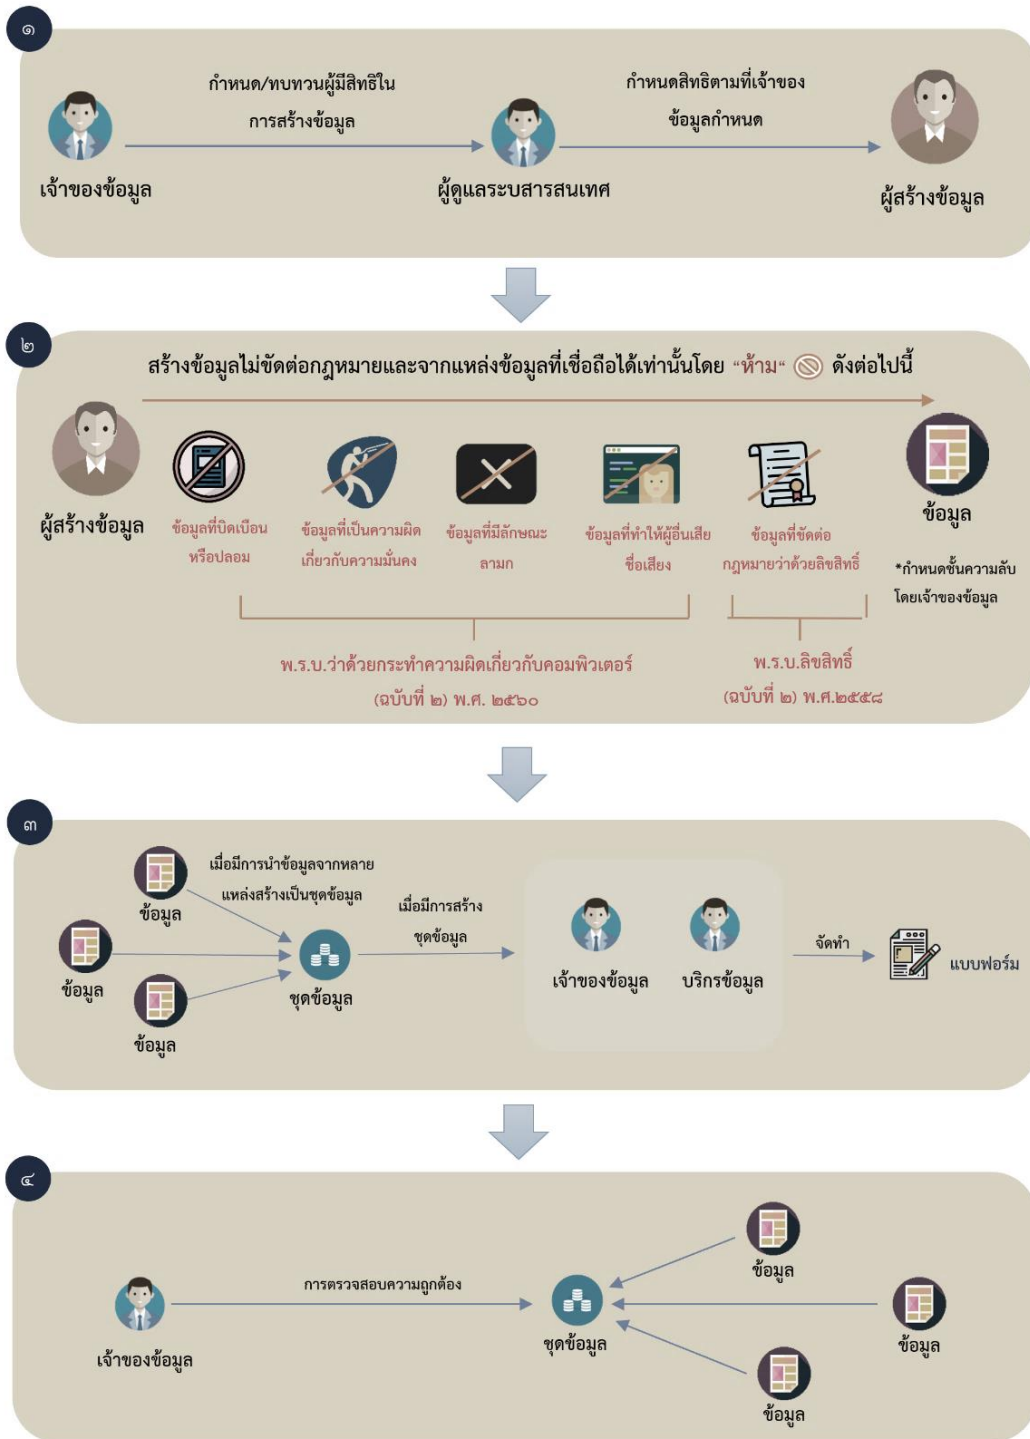 ๑
กำหนด/ทบทวนผู้มีสิทธิใน
การสร้างข้อมูล
กำหนดสิทธิตามที่เจ้าของ
ข้อมูลกำหนด
เจ้าของข้อมูล
ผู้ดูแลระบสารสนเทศ
ผู้สร้างข้อมูล
๒
สร้างข้อมูลไม่ขัดต่อกฎหมายและจากแหล่งข้อมูลที่เชื่อถือได้เท่านั้นโดย "ห้าม" ดังต่อไปนี้
ผู้สร้างข้อมูล
ข้อมูลที่บิดเบือน
หรือปลอม
ข้อมูลที่เป็นความผิด
เกี่ยวกับความมั่นคง
ข้อมูลที่มีลักษณะ
ลามก
ข้อมูลที่ทำให้ผู้อื่นเสีย
ชื่อเสียง
ข้อมูลที่ขัดต่อ
กฎหมายว่าด้วยลิขสิทธิ์
ข้อมูล
*กำหนดชั้นความลับ
โดยเจ้าของข้อมูล
พ.ร.บ.ว่าด้วยกระทำความผิดเกี่ยวกับคอมพิวเตอร์
(ฉบับที่ ๒) พ.ศ. ๒๕๖๐
พ.ร.บ.ลิขสิทธิ์
(ฉบับที่ ๒) พ.ศ.๒๕๕๘
๓
เมื่อมีการนำข้อมูลจากหลาย
แหล่งสร้างเป็นชุดข้อมูล
ข้อมูล
ข้อมูล
ข้อมูล
ชุดข้อมูล
เมื่อมีการสร้าง
ชุดข้อมูล
เจ้าของข้อมูล
บริกรข้อมูล
จัดทำ
แบบฟอร์ม
๔
เจ้าของข้อมูล
การตรวจสอบความถูกต้อง
ชุดข้อมูล
ข้อมูล
ข้อมูล
ข้อมูล